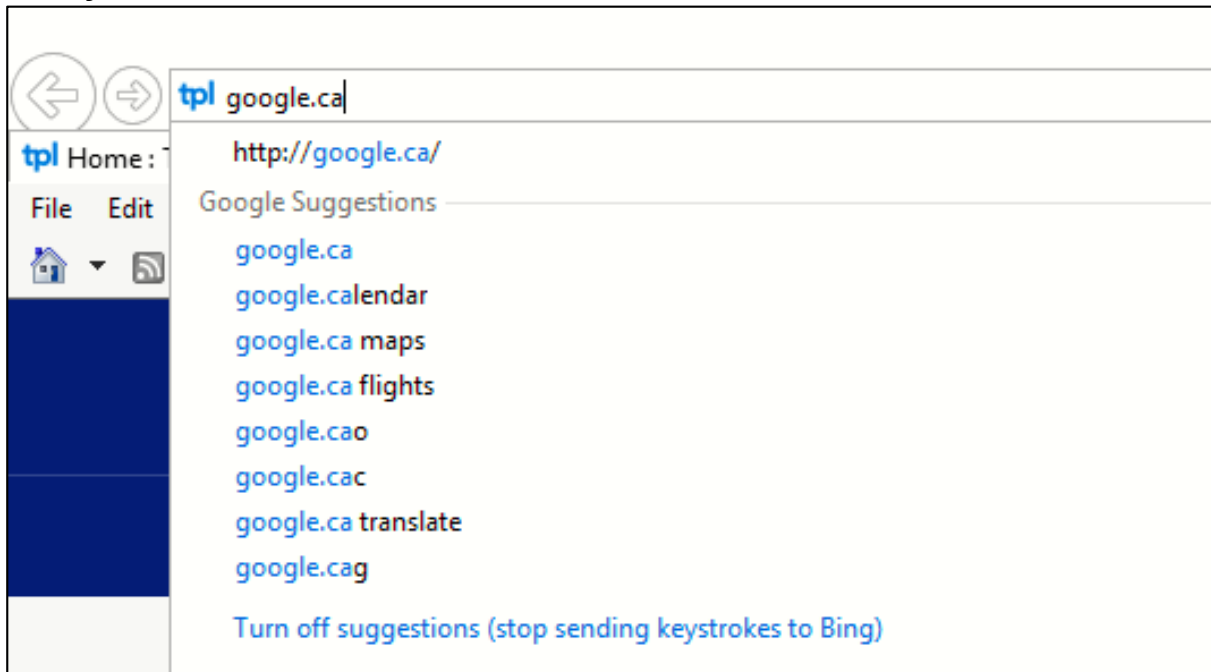 tpl google.ca
http://google.ca/
tpl Home :
File Edit
Google Suggestions
google.ca
google.calendar
google.ca maps
google.ca flights
google.cao
google.cac
google.ca translate
google.cag
Turn off suggestions (stop sending keystrokes to Bing)